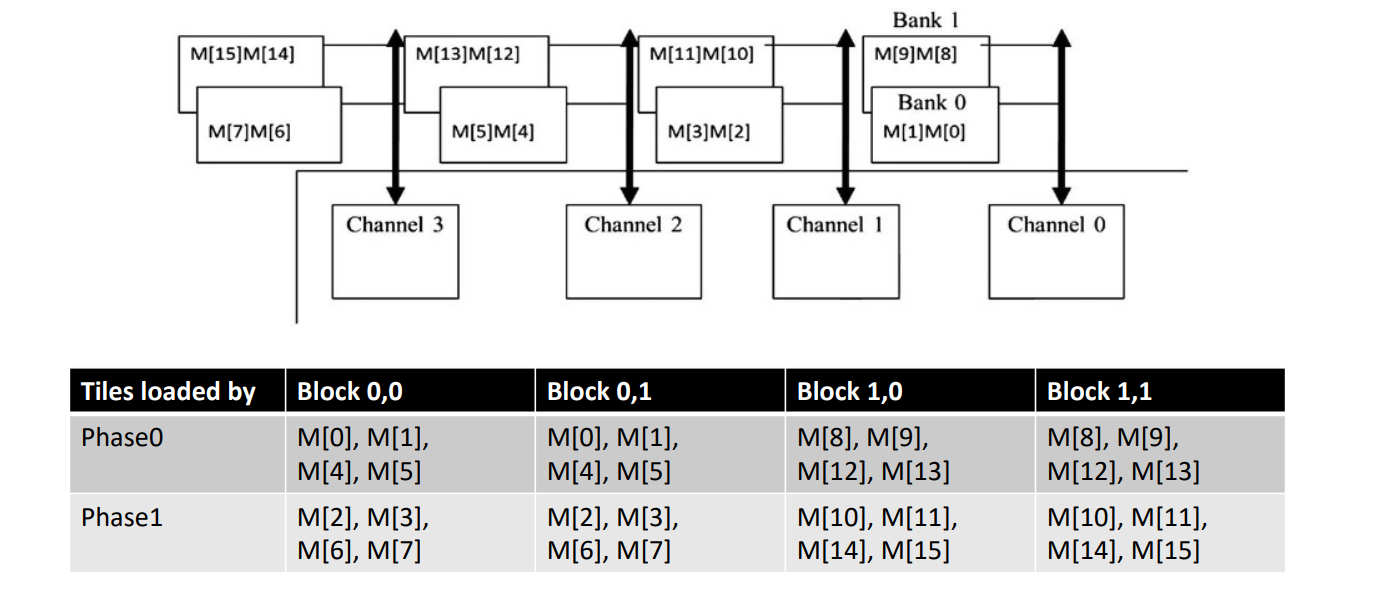 Bank 1
M[15]M[14] M[13]M[12] M[11]M[10] M[9]M[8]
Bank 0
M[7]M[6] M[5]M[4] M[3]M[2] M[1]M[0]
Channel 3 Channel 2 Channel 1 Channel 0
Tiles loaded by Block 0,0 Block 0,1 Block 1,0 Block 1,1
Phase0 M[0], M[1], M[0], M[1], M[8], M[9], M[8], M[9],
M[4], M[5] M[4], M[5] M[12], M[13] M[12], M[13]
Phase1 M[2], M[3], M[2], M[3], M[10], M[11], M[10], M[11],
M[6], M[7] M[6], M[7] M[14], M[15] M[14], M[15]